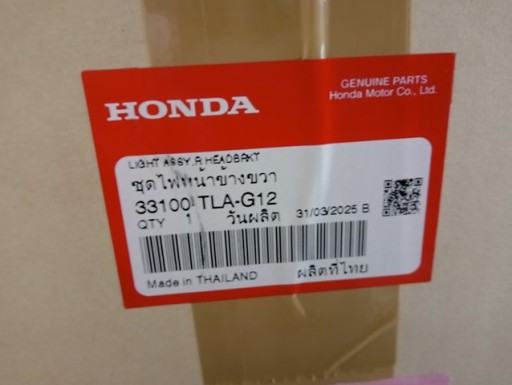 GENUINE PARTS
Honda Motor Co., Ltd.
HONDA
LIGHT ASSY,R HEADBRKT
ชุดไฟหน้าข้างขวา
33100 TLA-G12
QTY 1 วันผลิต 31/03/2025 B
Made in THAILAND ผลิตที่ไทย